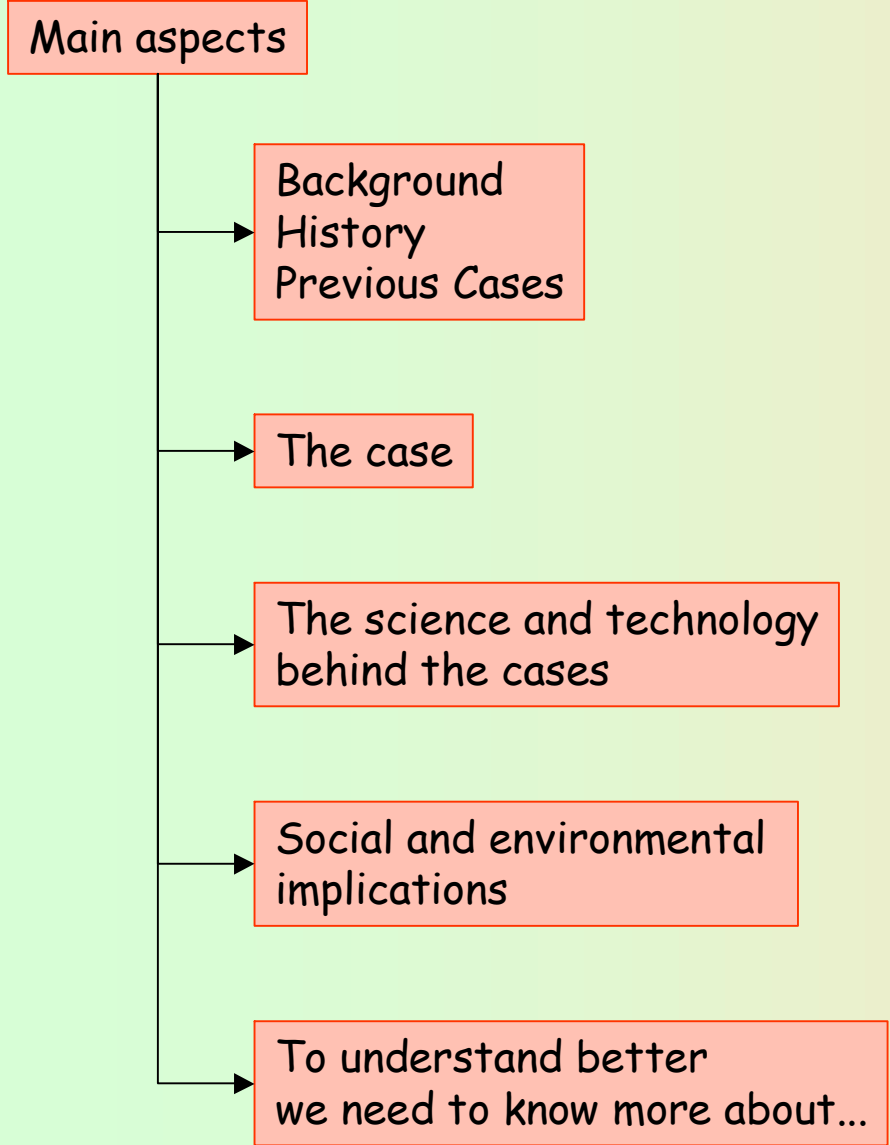 Main aspects
Background
History
Previous Cases
The case
The science and technology
behind the cases
Social and environmental
implications
To understand better
we need to know more about...